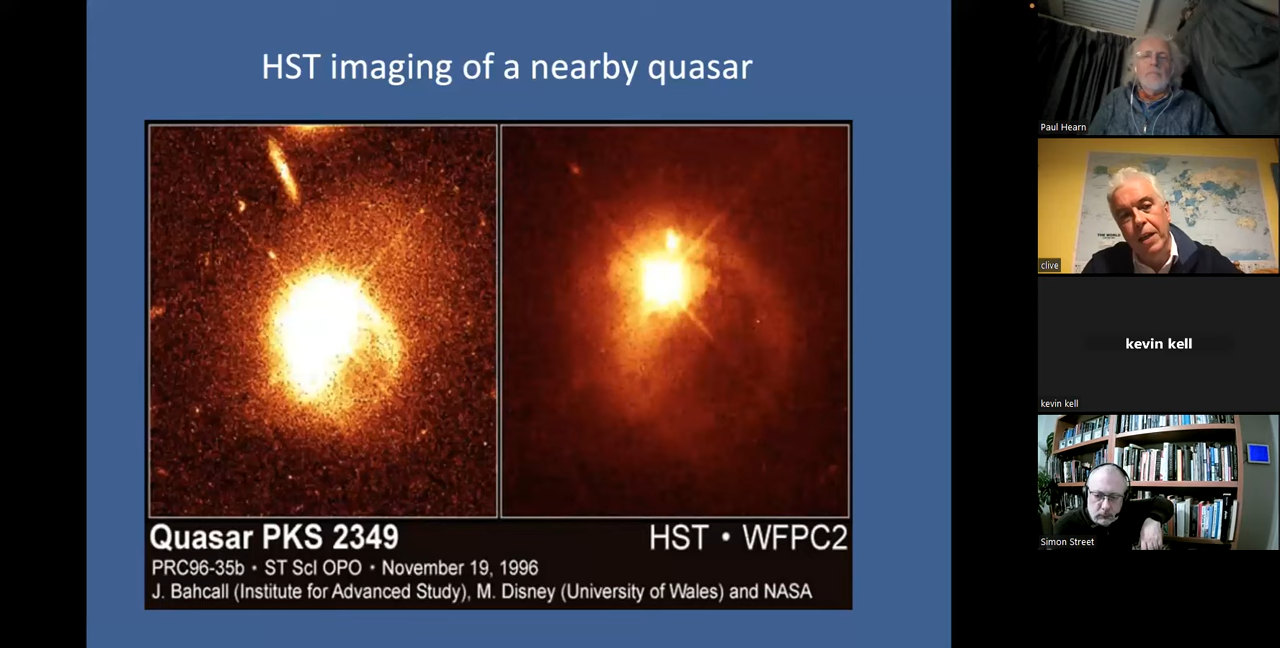 HST imaging of a nearby quasar
Quasar PKS 2349
HST • WFPC2
PRC96-35b • ST ScI OPO • November 19, 1996
J. Bahcall (Institute for Advanced Study), M. Disney (University of Wales) and NASA
Paul Hearn
THE WORLD
clive
kevin kell
kevin kell
Simon Street